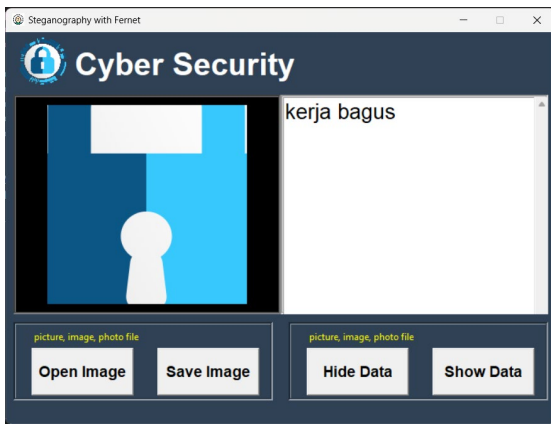 Steganography with Fernet
Cyber Security
kerja bagus
picture, image, photo file
Open Image
Save Image
picture, image, photo file
Hide Data
Show Data